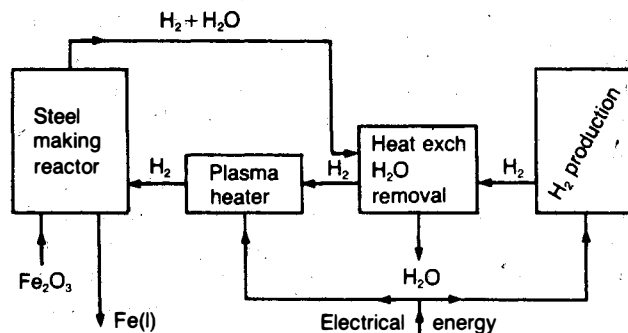 H₂ + H₂O
Steel
making
reactor
H₂
Plasma
heater
H₂
Heat exch
H₂O
removal
H₂
H₂ production
Fe₂O₃
Fe(l)
H₂O
Electrical energy